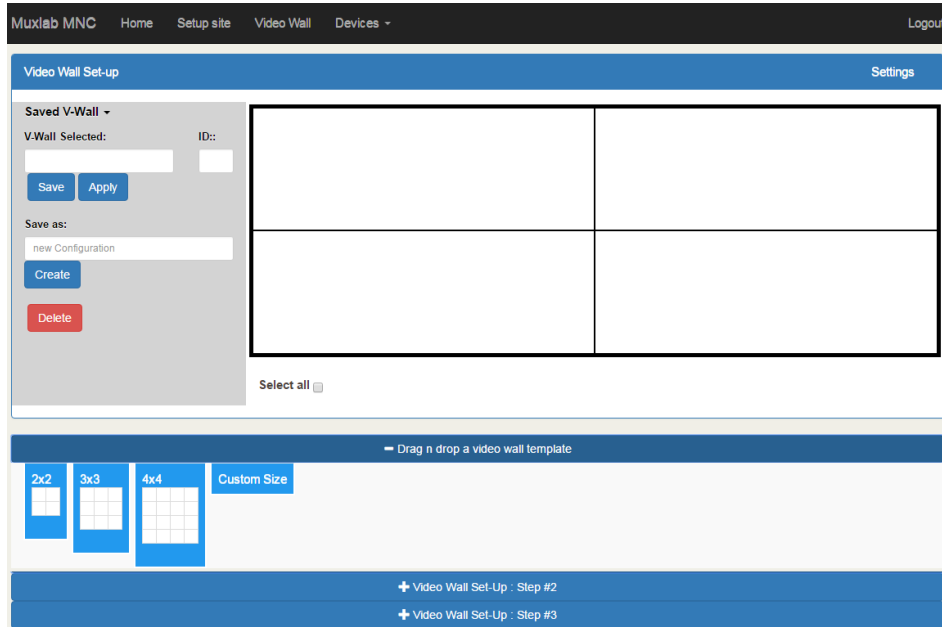 Muxlab MNC Home Setup site Video Wall Devices Logout
Video Wall Set-up Settings
Saved V-Wall
V-Wall Selected: ID::
Save Apply
Save as:
new Configuration
Create
Delete
Select all
Drag n drop a video wall template
2x2 3x3 4x4 Custom Size
Video Wall Set-Up : Step #2
Video Wall Set-Up : Step #3